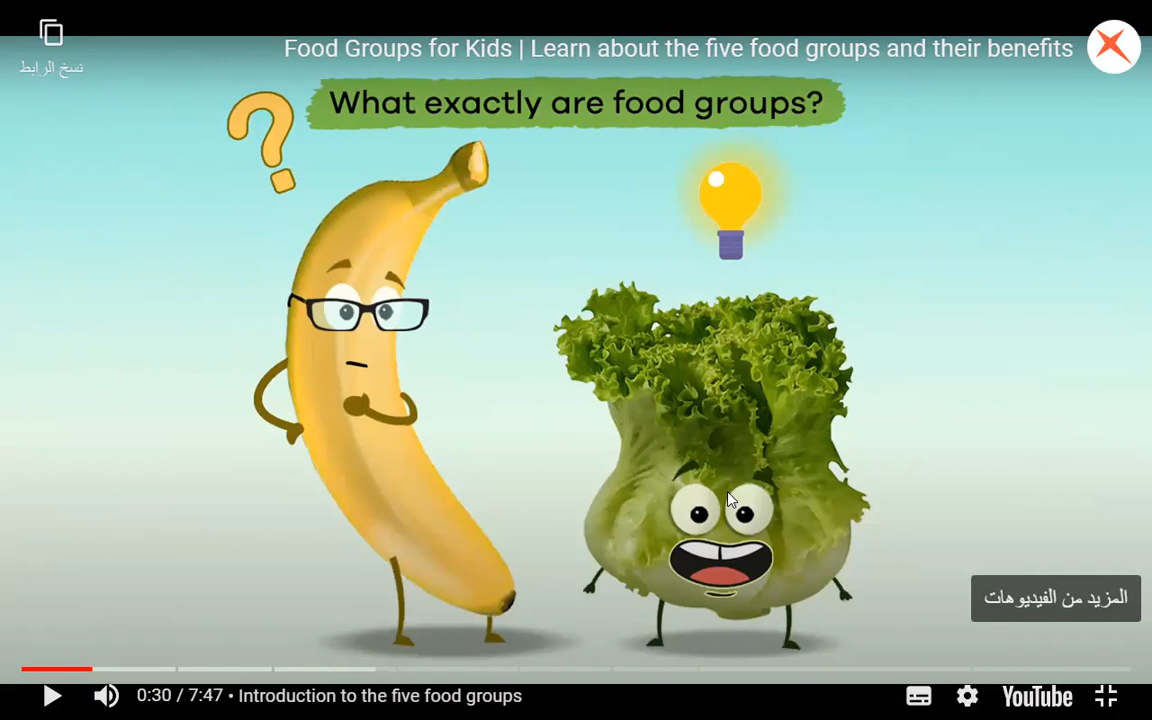 Food Groups for Kids | Learn about the five food groups and their benefits
نسخ الرابط
What exactly are food groups?
?
المزيد من الفيديوهات
0:30 / 7:47 • Introduction to the five food groups
YouTube